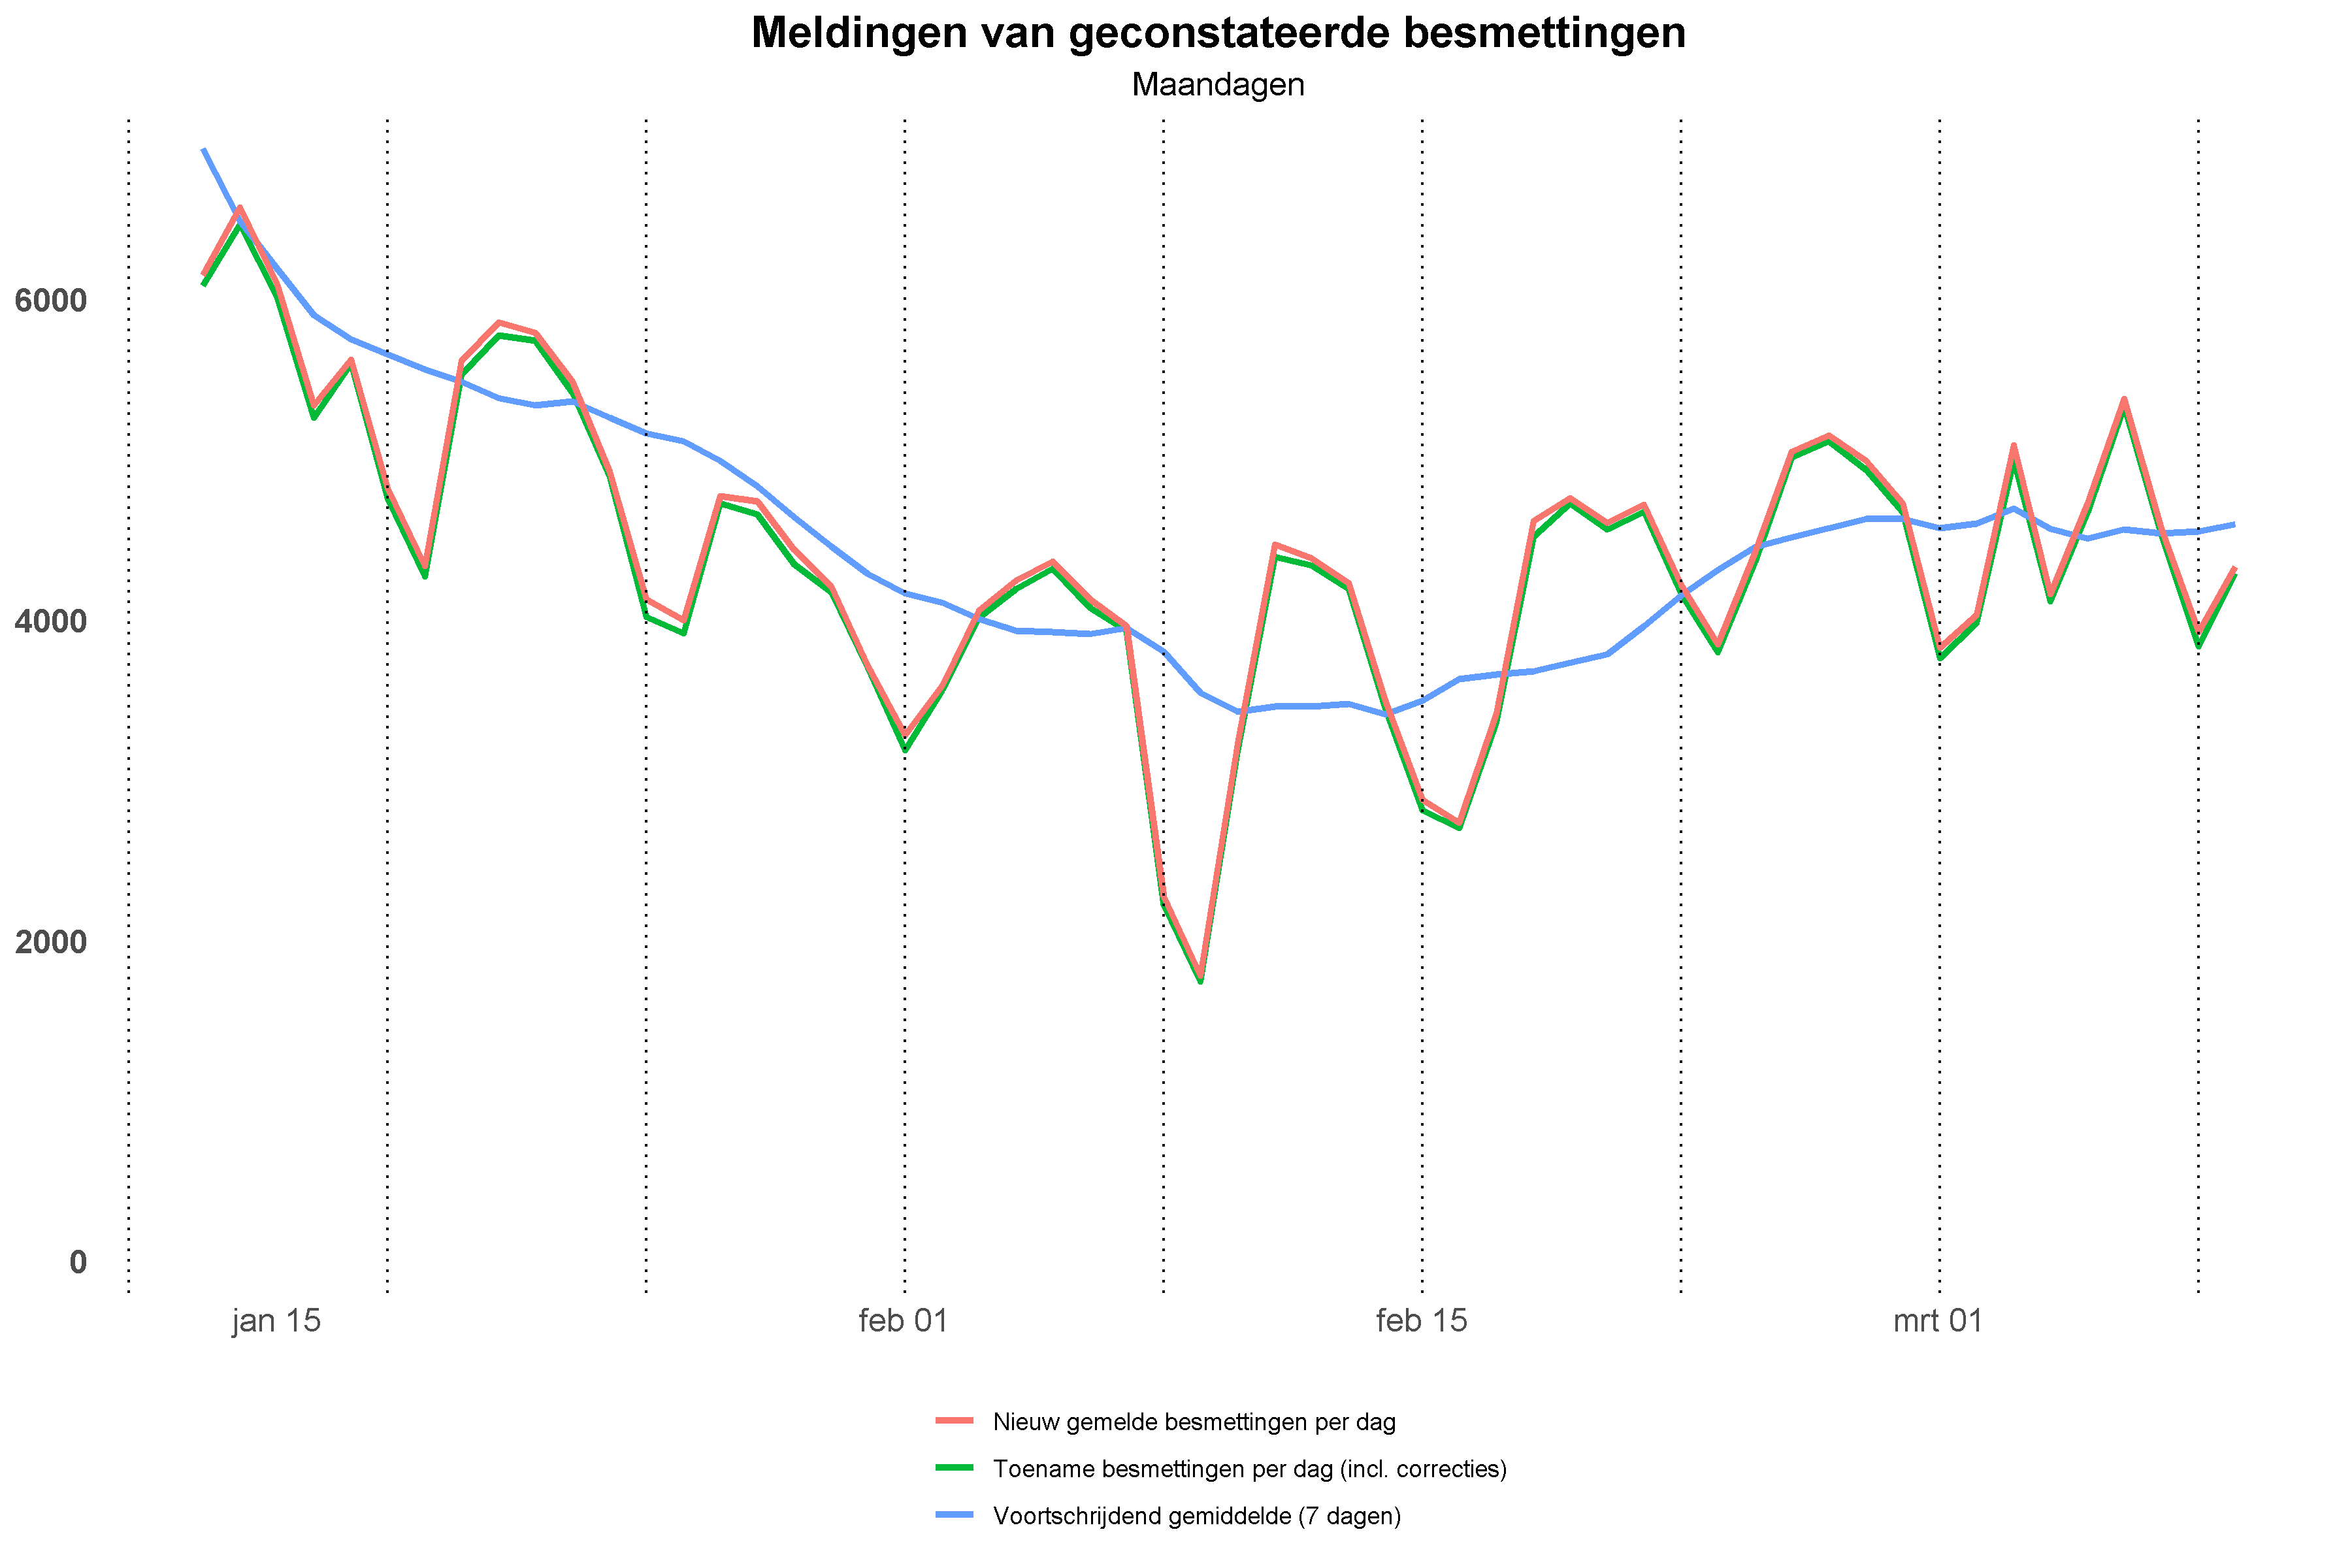 Meldingen van geconstateerde besmettingen
Maandagen
6000
4000
2000
0
jan 15
feb 01
feb 15
mrt 01
Nieuw gemelde besmettingen per dag
Toename besmettingen per dag (incl. correcties)
Voortschrijdend gemiddelde (7 dagen)